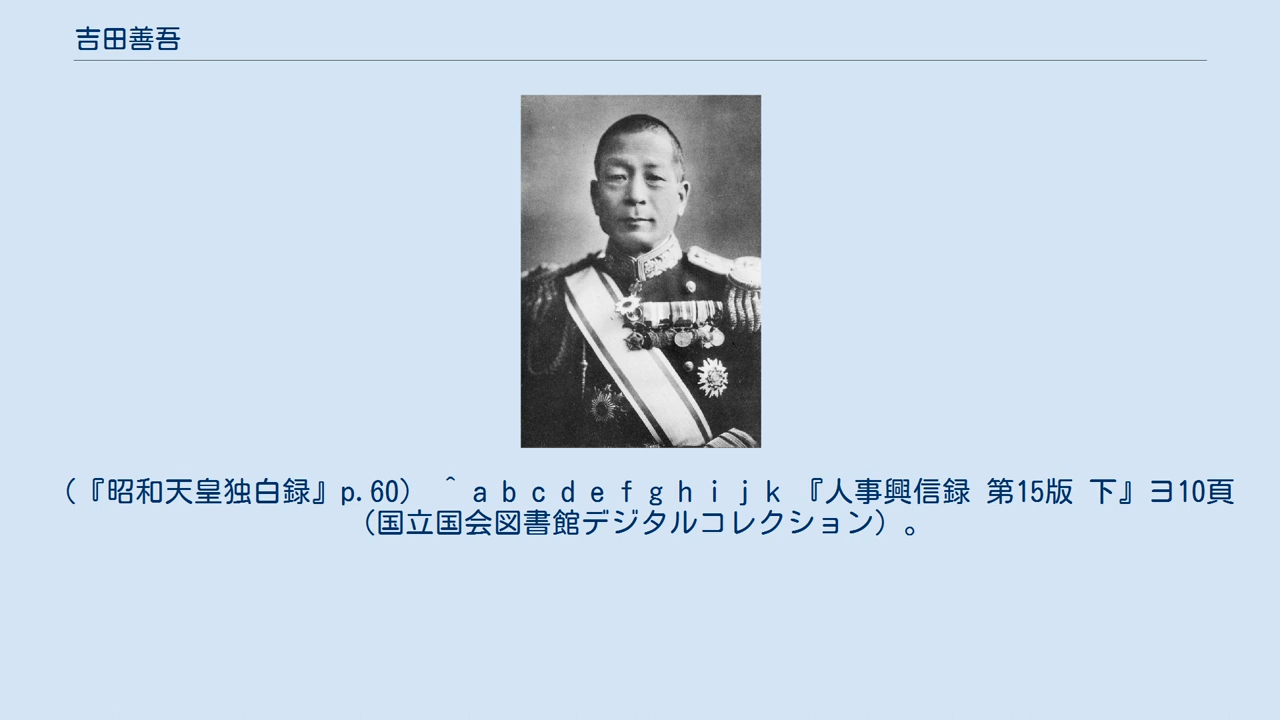 吉田善吾
（『昭和天皇独白録』p.60） ^ a b c d e f g h i j k 『人事興信録 第15版 下』ヨ10頁
（国立国会図書館デジタルコレクション）。